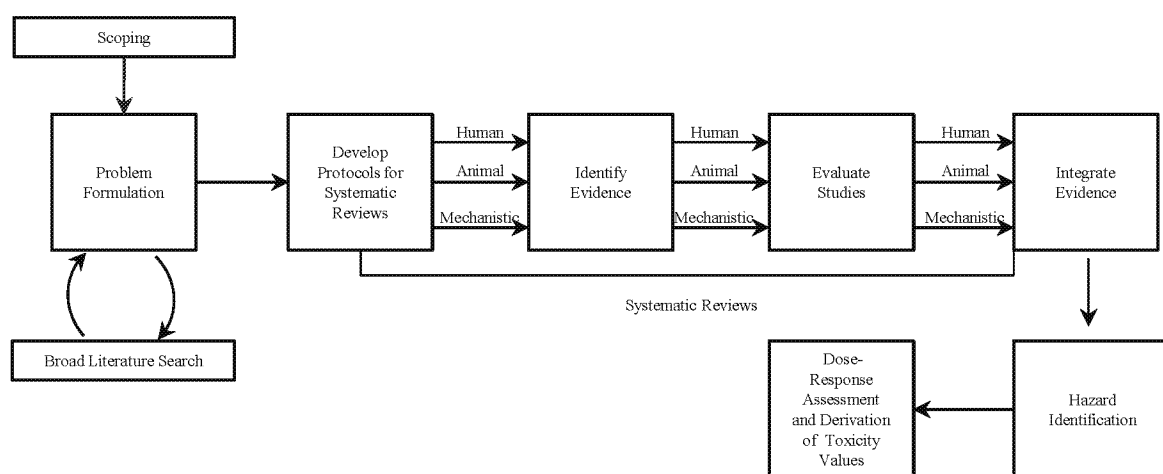 Scoping
Problem
Formulation
Broad Literature Search
Develop
Protocols for
Systematic
Reviews
Human
Animal
Mechanistic
Identify
Evidence
Human
Animal
Mechanistic
Evaluate
Studies
Human
Animal
Mechanistic
Integrate
Evidence
Systematic Reviews
Hazard
Identification
Dose-
Response
Assessment
and Derivation
of Toxicity
Values